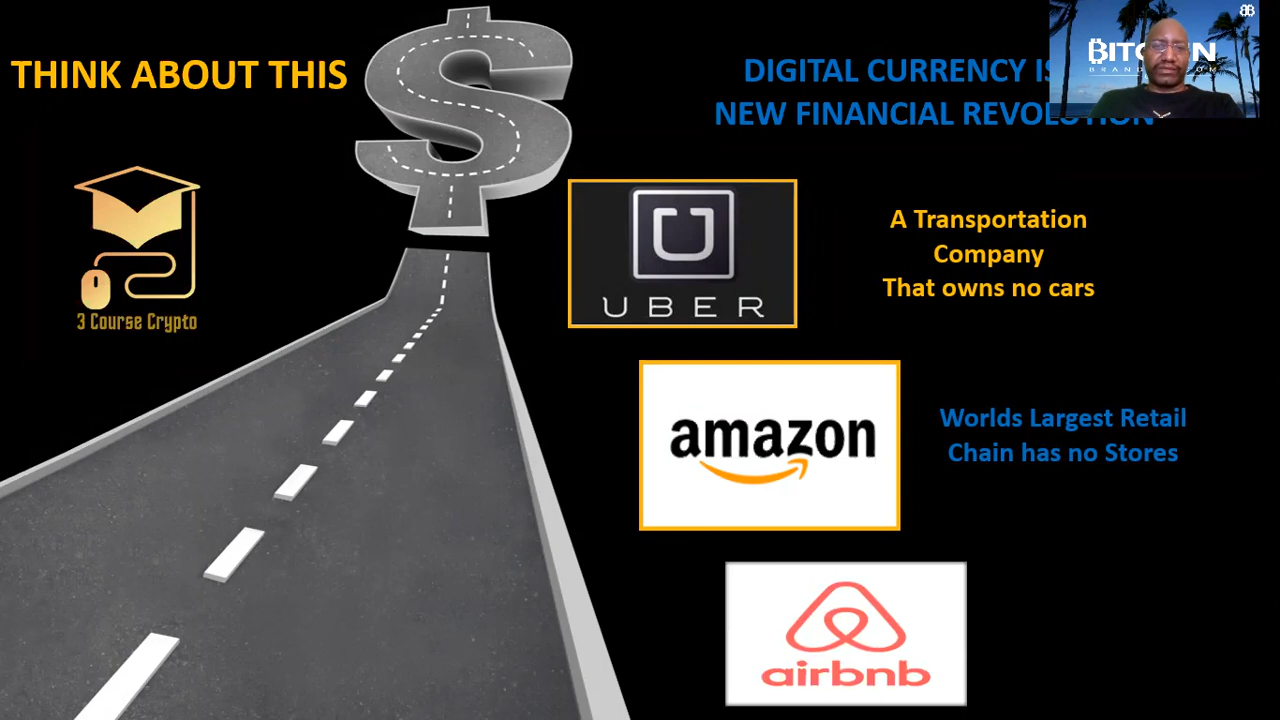 THINK ABOUT THIS
DIGITAL CURRENCY IS
NEW FINANCIAL REVOLUTION
3 Course Crypto
UBER
A Transportation
Company
That owns no cars
amazon
Worlds Largest Retail
Chain has no Stores
airbnb